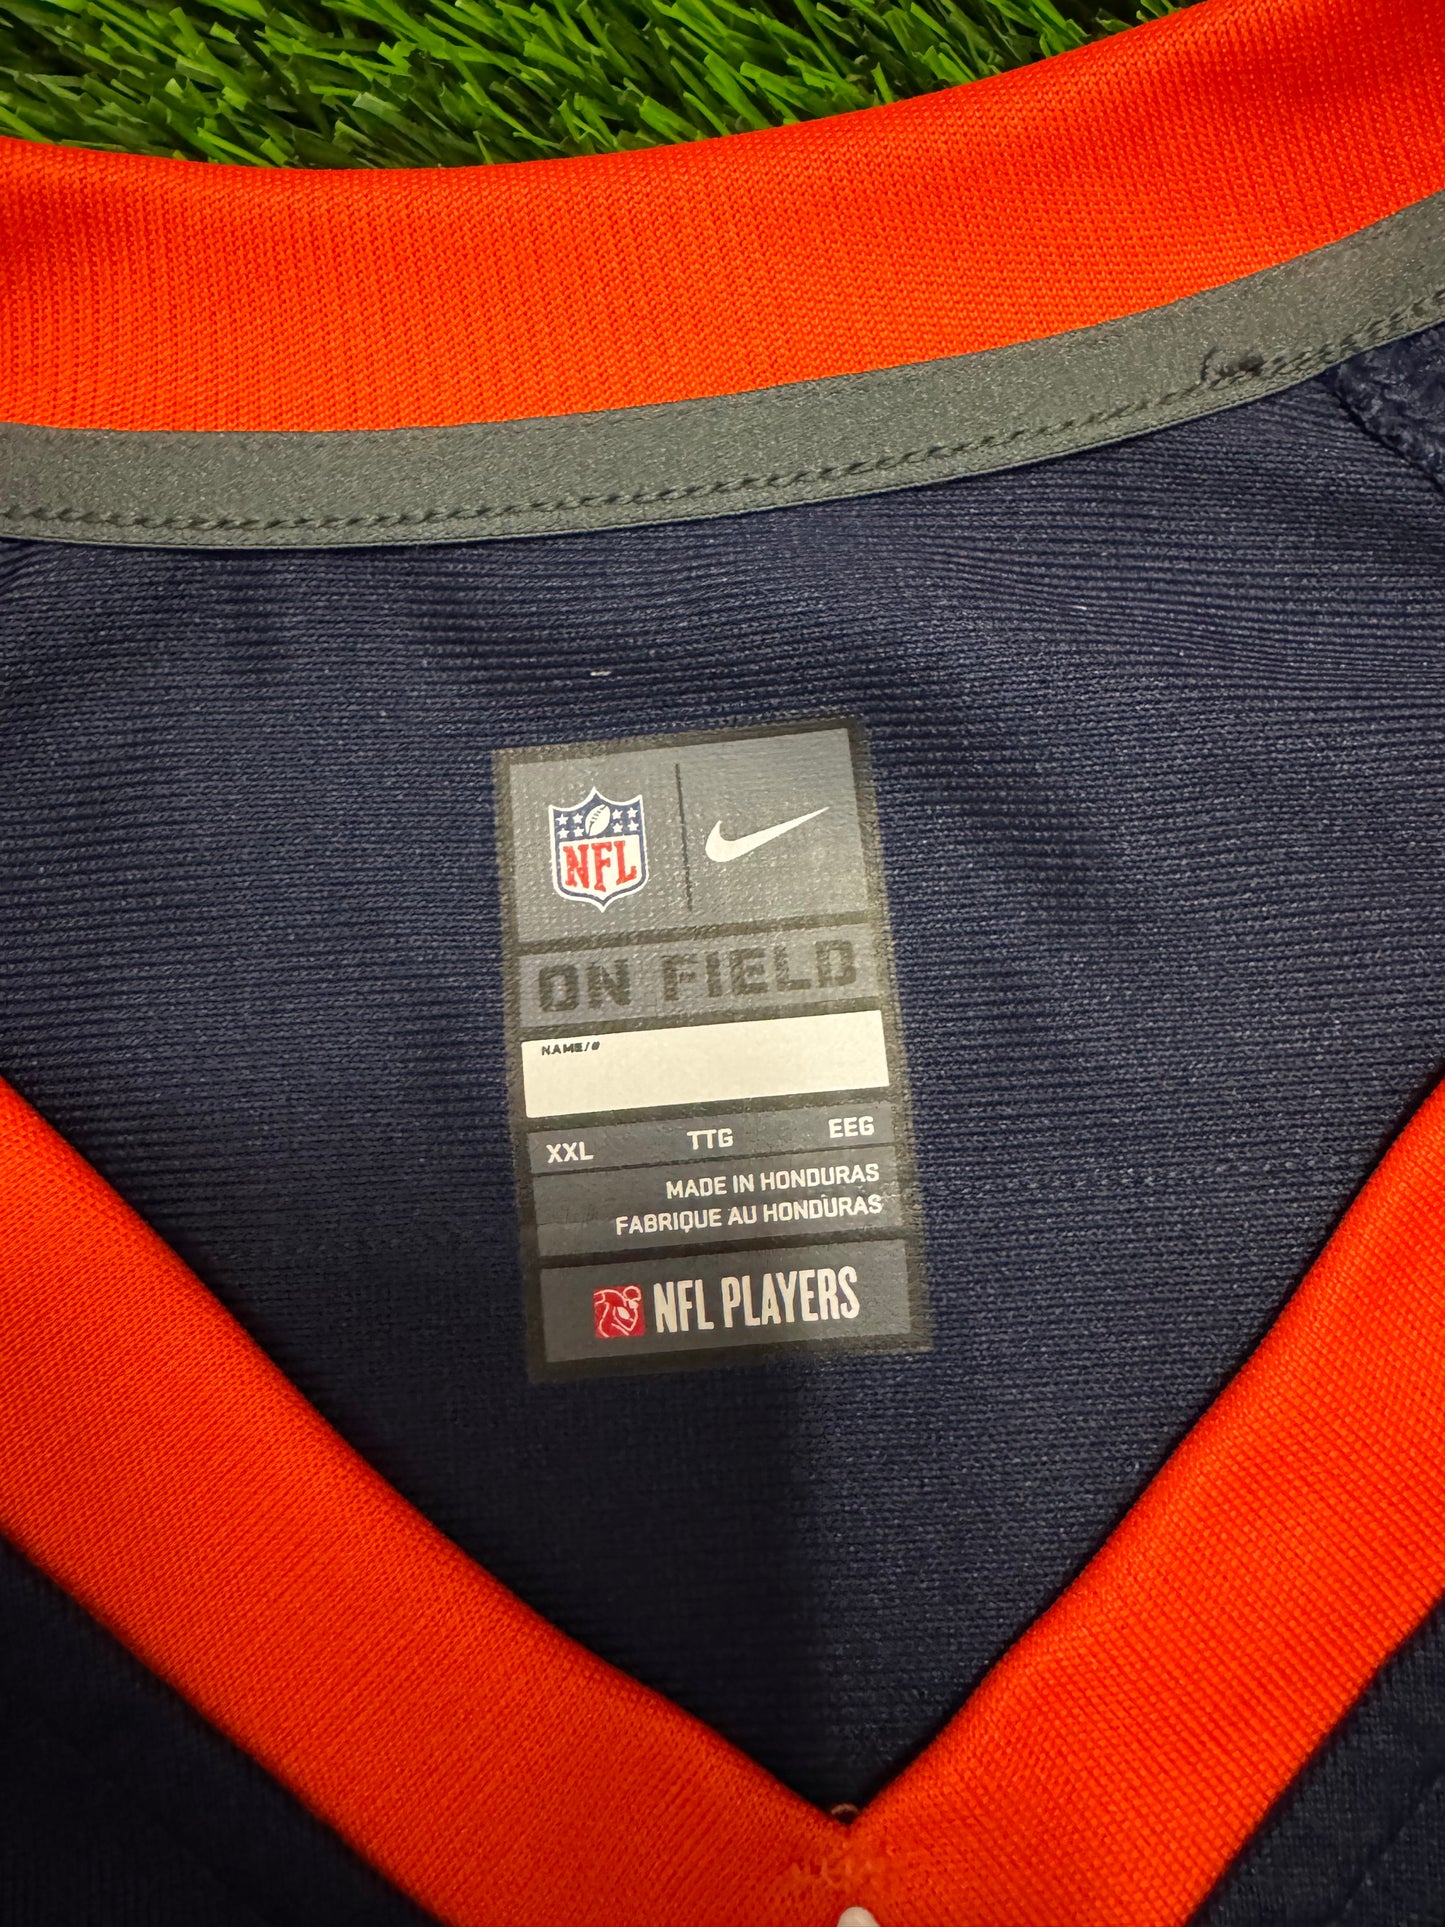 NFL
ON FIELD
NAME/#
XXL TTG EEG
MADE IN HONDURAS
FABRIQUE AU HONDURAS
NFL PLAYERS